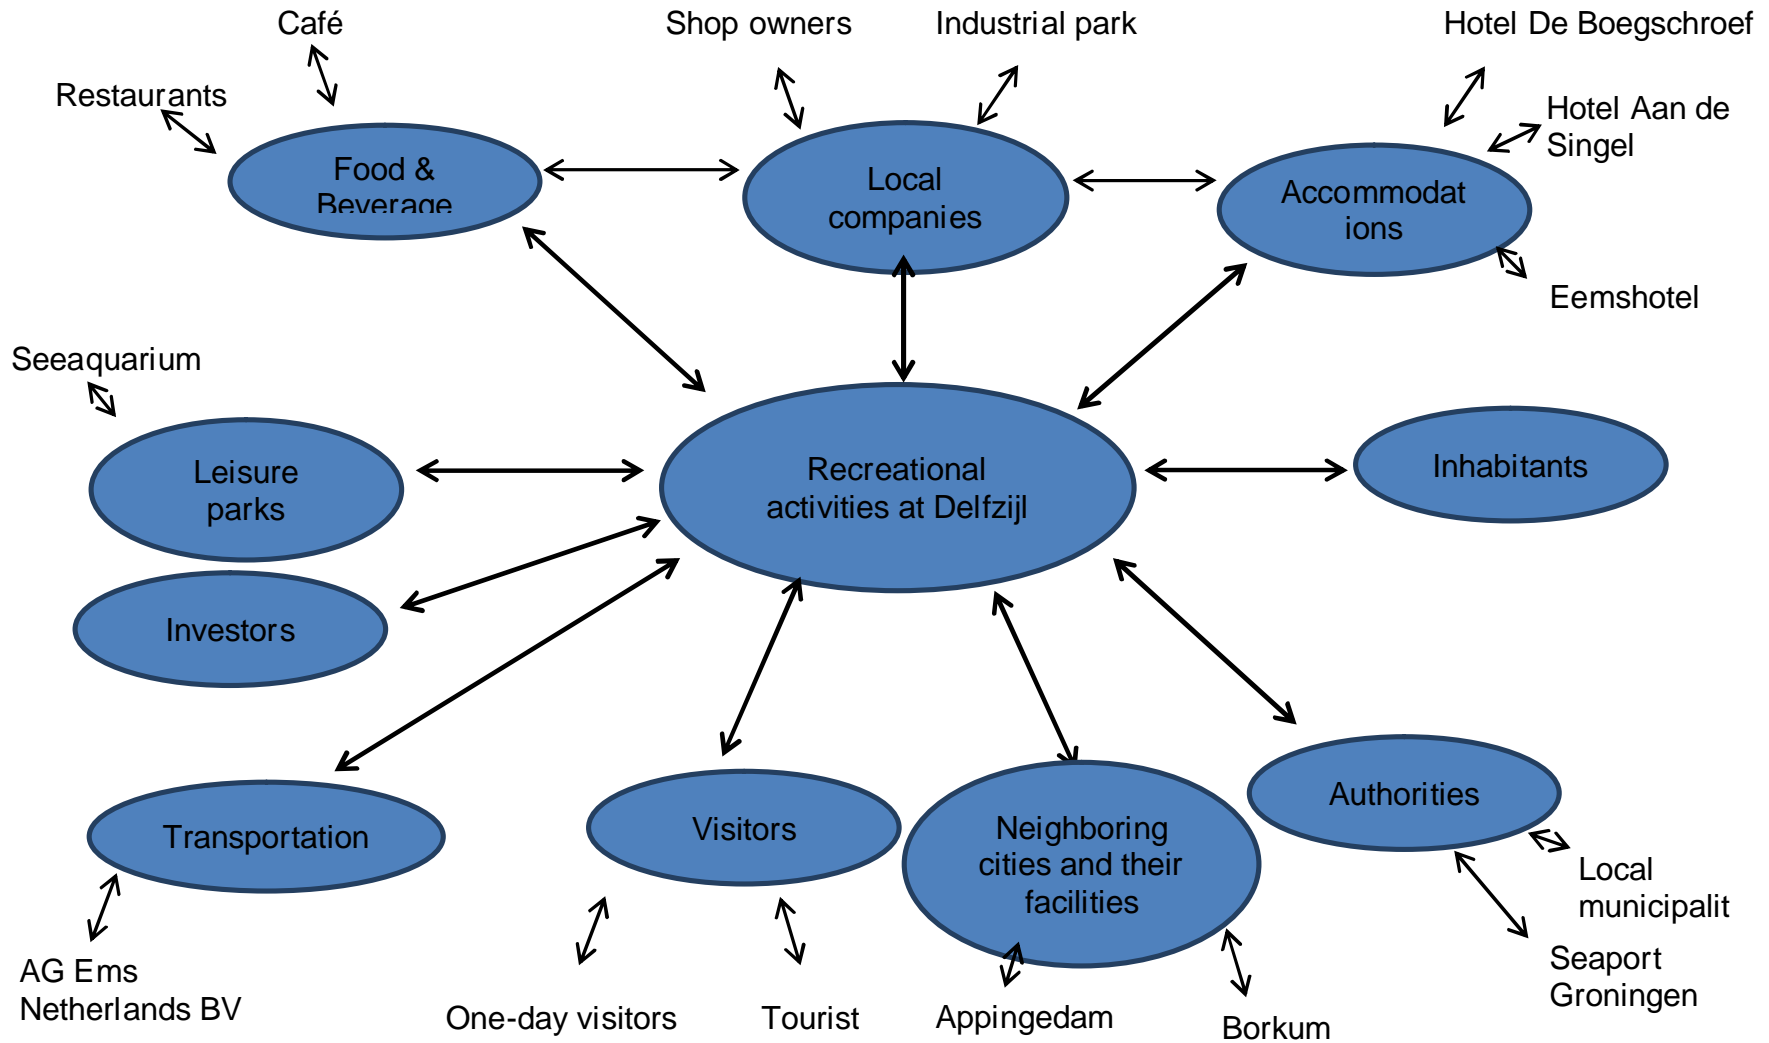 Café
Shop owners
Industrial park
Hotel De Boegschroef
Restaurants
Hotel Aan de
Singel
Food &
Beverage
Local
companies
Accommodat
ions
Eemshotel
Seeaquarium
Leisure
parks
Recreational
activities at Delfzijl
Inhabitants
Investors
Transportation
Visitors
Neighboring
cities and their
facilities
Authorities
Local
municipalit
AG Ems
Netherlands BV
One-day visitors
Tourist
Appingedam
Borkum
Seaport
Groningen